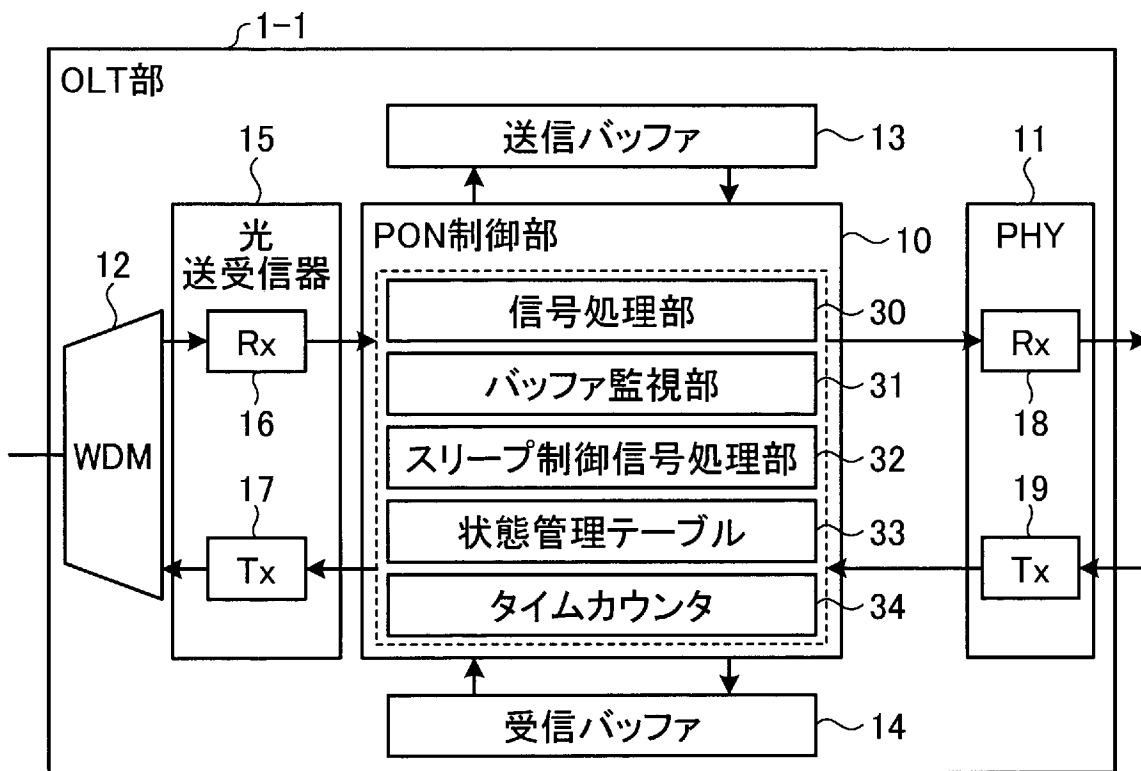 1-1
OLT部
送信バッファ
13
15
11
光
送受信器
PON制御部
10
PHY
12
信号処理部
30
Rx
Rx
バッファ監視部
31
16
18
WDM
スリープ制御信号処理部
32
17
19
状態管理テーブル
33
Tx
Tx
タイムカウンタ
34
受信バッファ
14